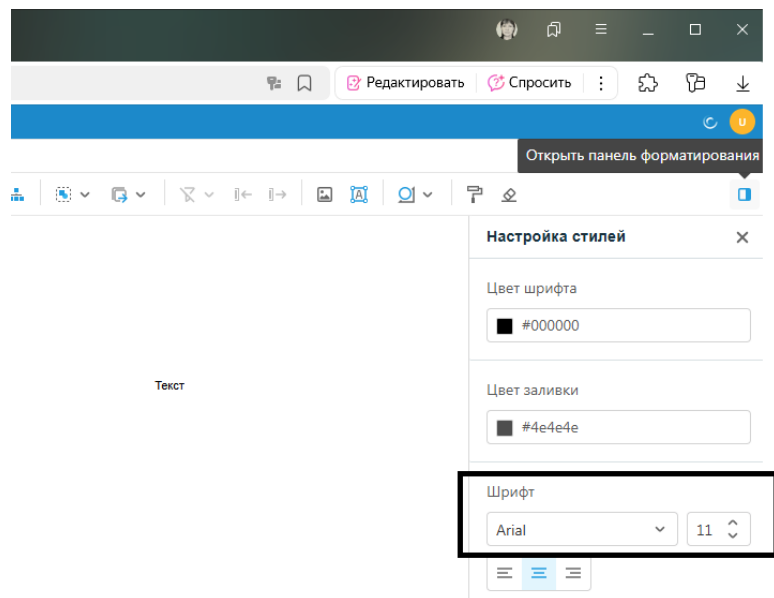 Редактировать
Спросить
U
Открыть панель форматирования
Настройка стилей
Цвет шрифта
#000000
Текст
Цвет заливки
#4e4e4e
Шрифт
Arial 11